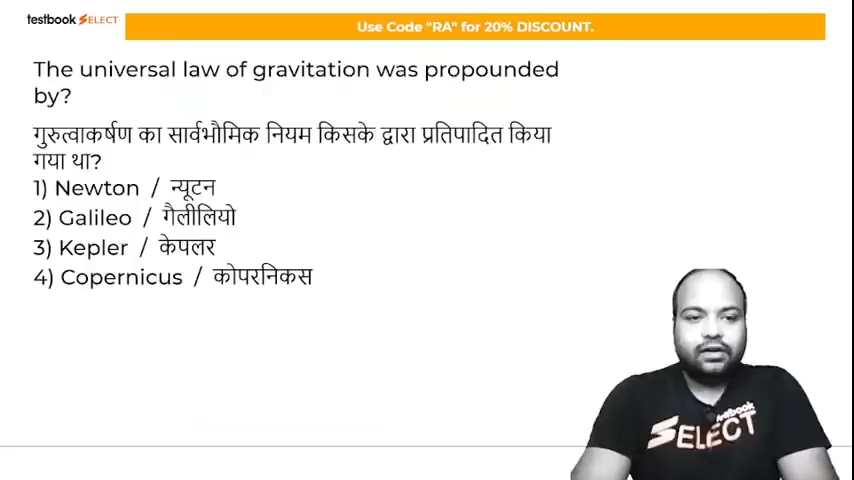 testbook SELECT
Use Code "RA" for 20% DISCOUNT.
The universal law of gravitation was propounded
by?
गुरुत्वाकर्षण का सार्वभौमिक नियम किसके द्वारा प्रतिपादित किया
गया था?
1) Newton / न्यूटन
2) Galileo / गैलीलियो
3) Kepler / केपलर
4) Copernicus / कोपरनिकस
testbook
SELECT